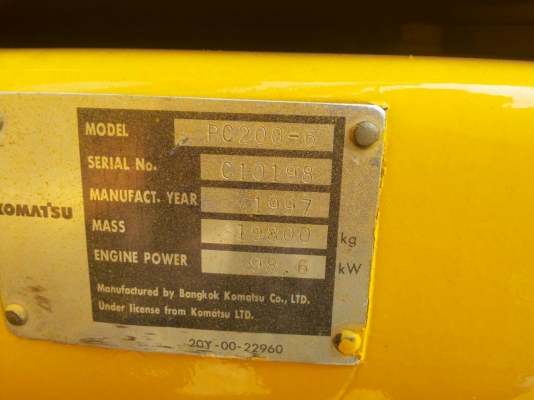 MODEL PC200-6
SERIAL No. C10198
MANUFACT. YEAR 1997
KOMATSU
MASS 19800 kg
ENGINE POWER 98.6 kW
Manufactured by Bangkok Komatsu Co., LTD.
Under license from Komatsu LTD.
20Y-00-22960